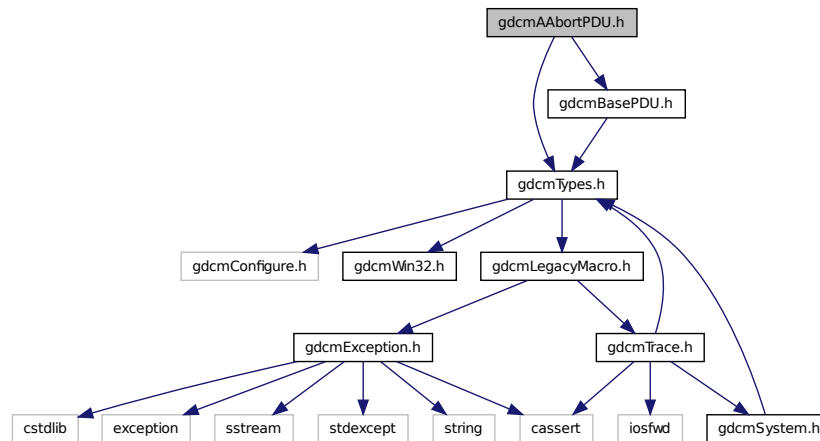 gdcmAAbortPDU.h
gdcmBasePDU.h
gdcmTypes.h
gdcmConfigure.h
gdcmWin32.h
gdcmLegacyMacro.h
gdcmException.h
gdcmTrace.h
cstdlib
exception
sstream
stdexcept
string
cassert
iosfwd
gdcmSystem.h